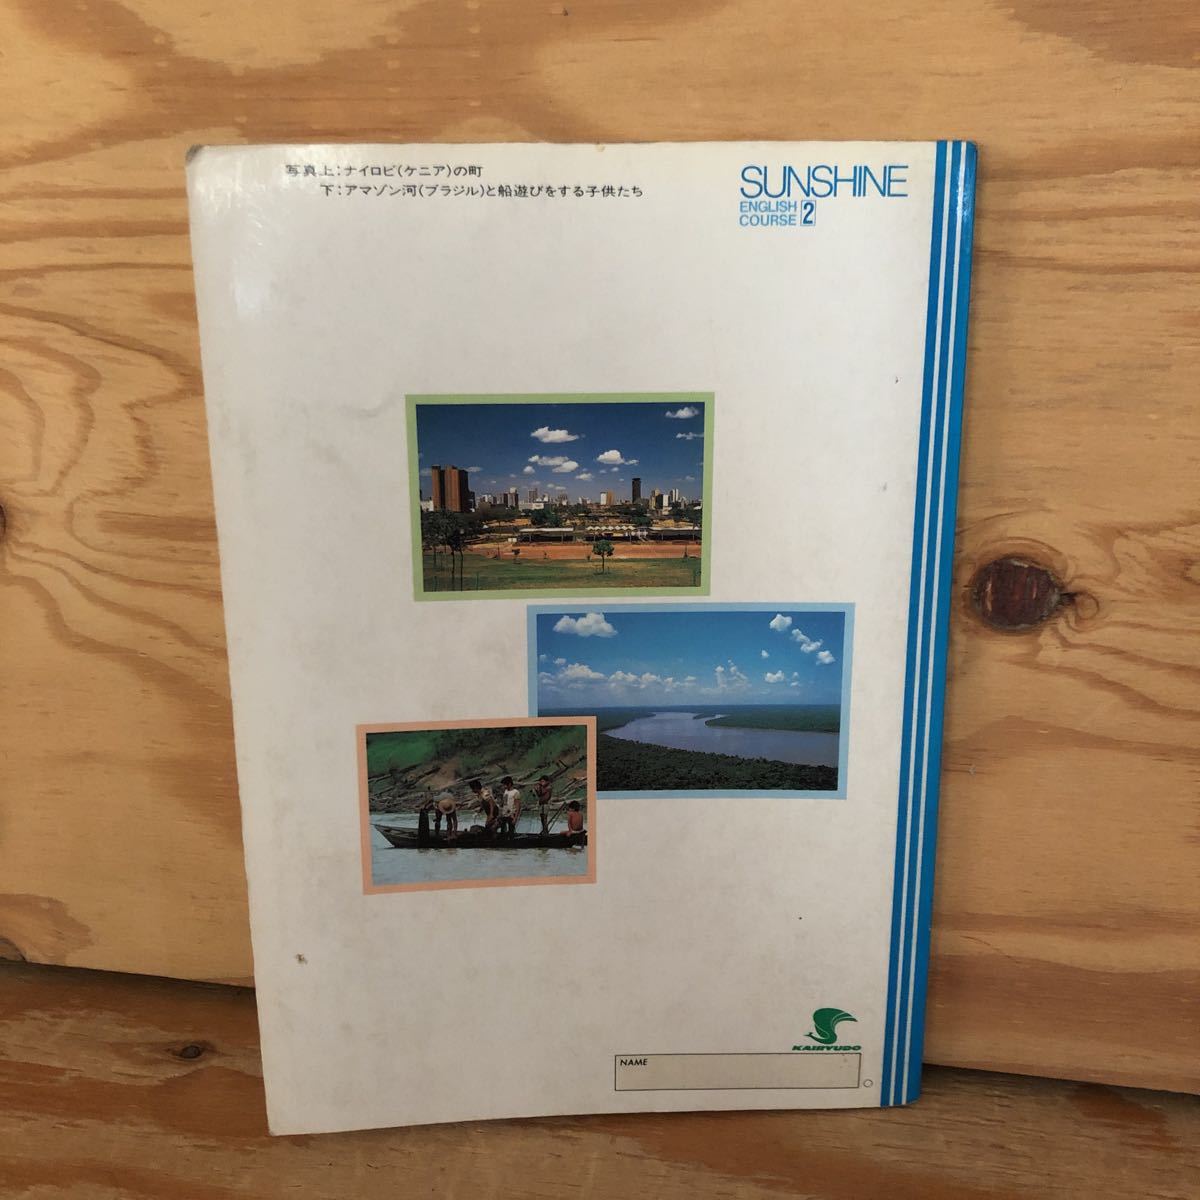 写真上：ナイロビ(ケニア)の町
下：アマゾン河(ブラジル)と船遊びをする子供たち
SUNSHINE
ENGLISH
COURSE 2
KAIRYUDO
NAME